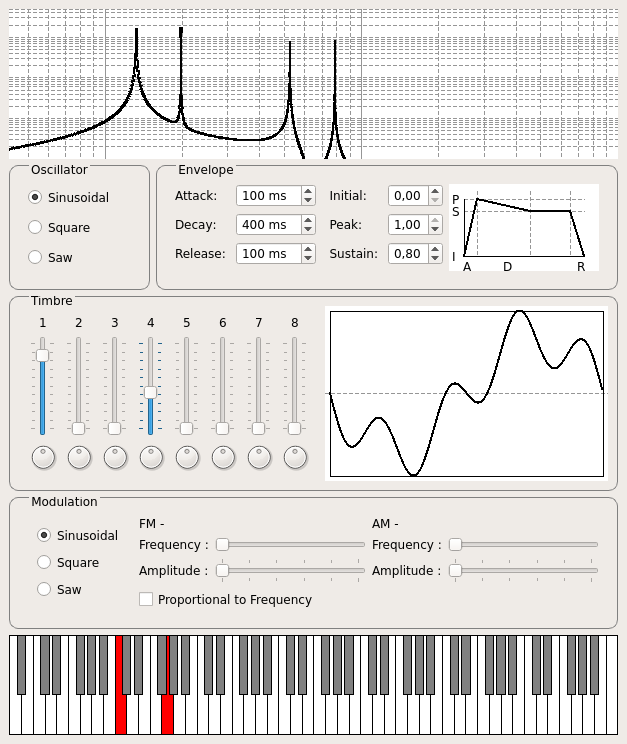 Oscillator
Sinusoidal
Square
Saw
Envelope
Attack: 100 ms Initial: 0,00
Decay: 400 ms Peak: 1,00
Release: 100 ms Sustain: 0,80
P
S
I
A D R
Timbre
1 2 3 4 5 6 7 8
Modulation
Sinusoidal
Square
Saw
FM - AM -
Frequency : Frequency :
Amplitude : Amplitude :
Proportional to Frequency